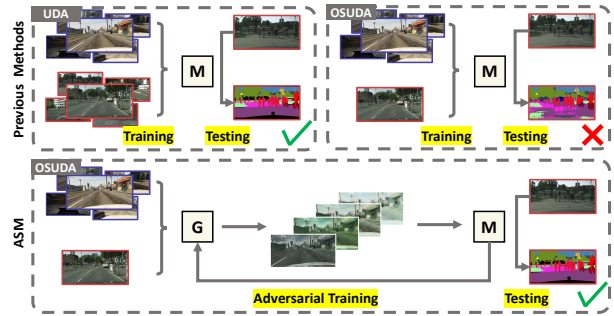 UDA
OSUDA
Previous Methods
M
M
Training
Testing
Training
Testing
OSUDA
ASM
G
M
Adversarial Training
Testing